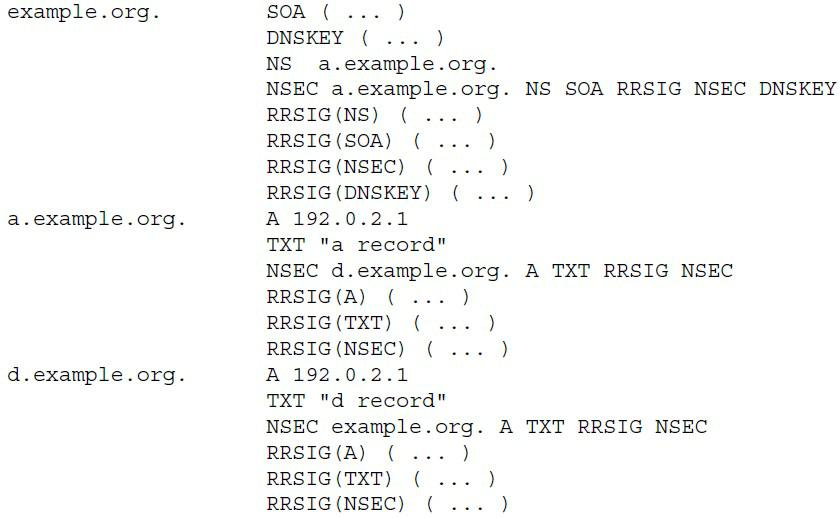 example.org. SOA ( ... )
DNSKEY ( ... )
NS a.example.org.
NSEC a.example.org. NS SOA RRSIG NSEC DNSKEY
RRSIG(NS) ( ... )
RRSIG(SOA) ( ... )
RRSIG(NSEC) ( ... )
RRSIG(DNSKEY) ( ... )
a.example.org. A 192.0.2.1
TXT "a record"
NSEC d.example.org. A TXT RRSIG NSEC
RRSIG(A) ( ... )
RRSIG(TXT) ( ... )
RRSIG(NSEC) ( ... )
d.example.org. A 192.0.2.1
TXT "d record"
NSEC example.org. A TXT RRSIG NSEC
RRSIG(A) ( ... )
RRSIG(TXT) ( ... )
RRSIG(NSEC) ( ... )